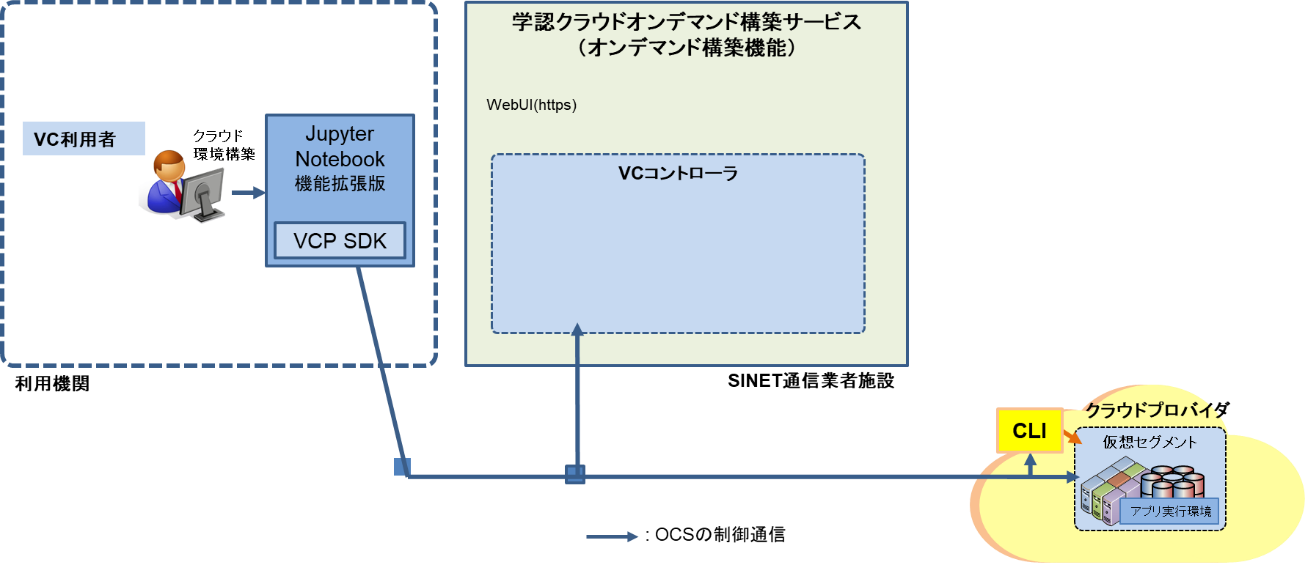 学認クラウドオンデマンド構築サービス
（オンデマンド構築機能）
WebUI(https)
VC利用者
クラウド
環境構築
Jupyter
Notebook
機能拡張版
VCP SDK
VCコントローラ
利用機関
SINET通信業者施設
クラウドプロバイダ
CLI
仮想セグメント
アプリ実行環境
: OCSの制御通信